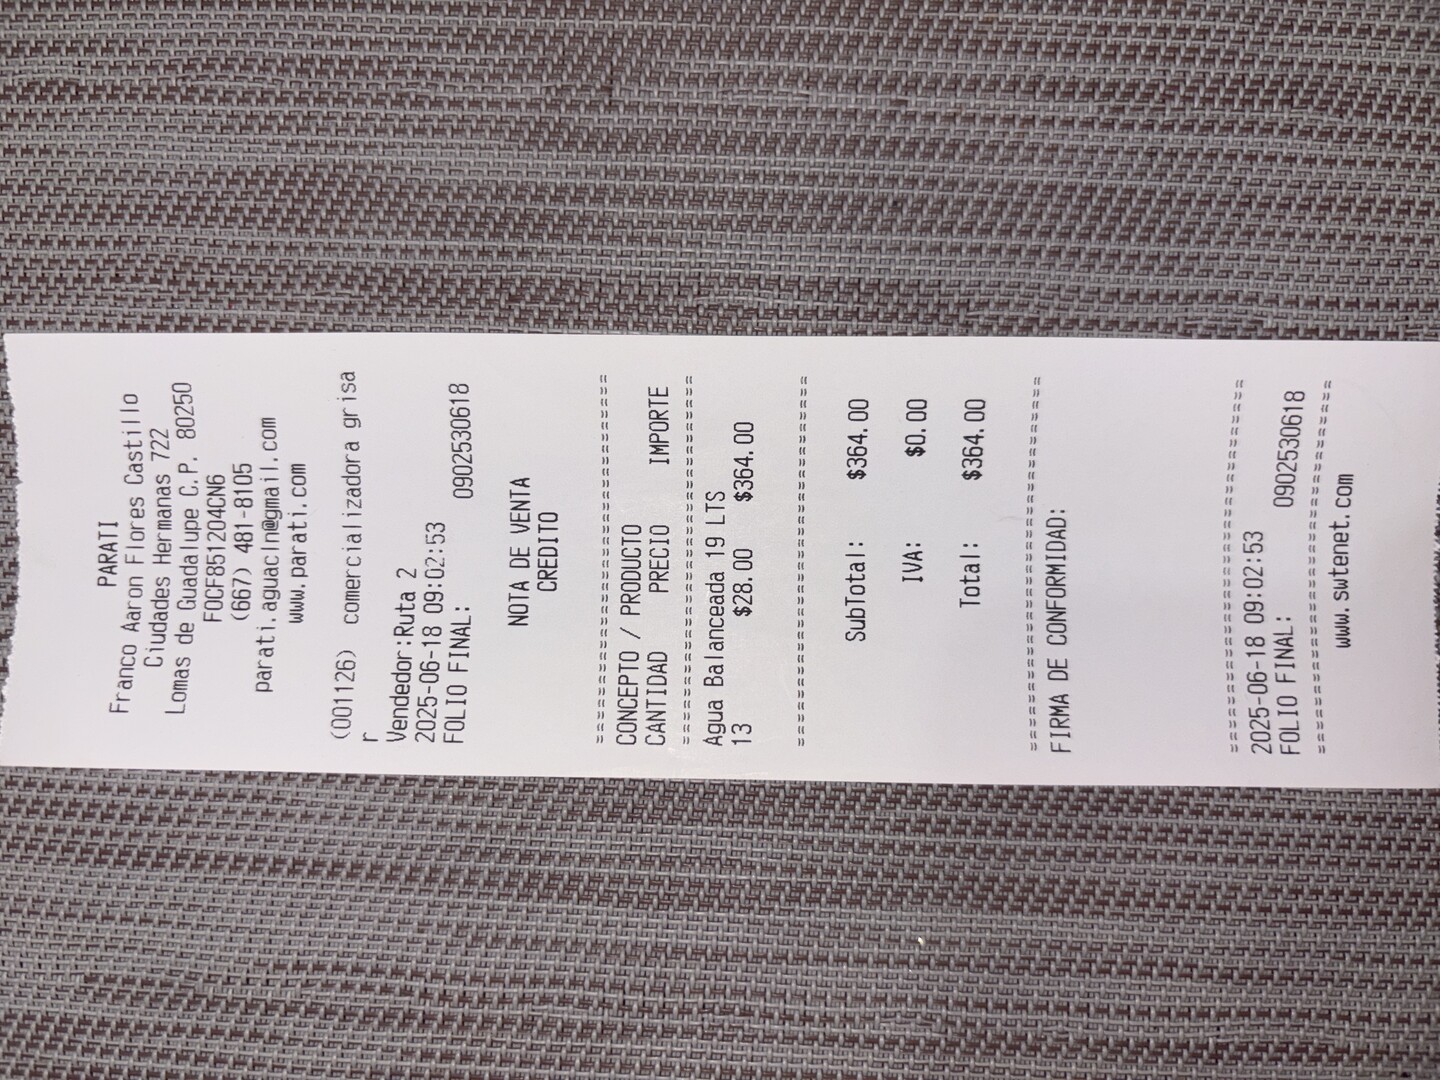 PARATI
Franco Aaron Flores Castillo
Ciudades Hermanas 722
Lomas de Guadalupe C.P. 80250
FOCF851204CN6
(667) 481-8105
parati.aguacln@gmail.com
www.parati.com
(001126) comercializadora grisa
r
Vendedor:Ruta 2
2025-06-18 09:02:53
FOLIO FINAL: 0902530618
NOTA DE VENTA
CREDITO
===============================
CONCEPTO / PRODUCTO
CANTIDAD PRECIO IMPORTE
===============================
Agua Balanceada 19 LTS
13 $28.00 $364.00
===============================
SubTotal: $364.00
IVA: $0.00
Total: $364.00
===============================
FIRMA DE CONFORMIDAD:
===============================
2025-06-18 09:02:53
FOLIO FINAL: 0902530618
===============================
www.swtenet.com